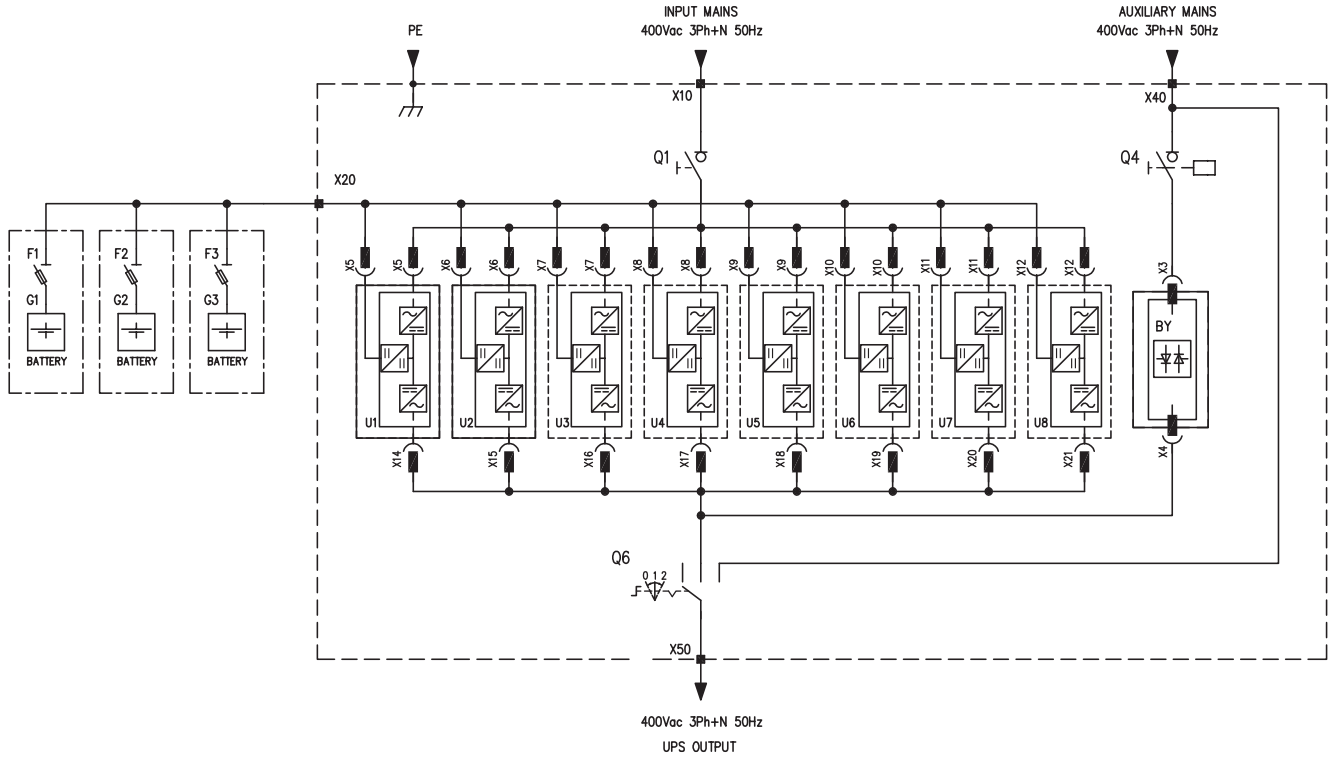 INPUT MAINS
400Vac 3Ph+N 50Hz
AUXILIARY MAINS
400Vac 3Ph+N 50Hz
PE
X10
X40
Q1
Q4
X20
F1
F2
F3
G1
G2
G3
BATTERY
BATTERY
BATTERY
X5
X5
X6
X6
X7
X7
X8
X8
X9
X9
X10
X10
X11
X11
X12
X12
X3
BY
U1
U2
U3
U4
U5
U6
U7
U8
X14
X15
X16
X17
X18
X19
X20
X21
X4
Q6
0 1 2
X50
400Vac 3Ph+N 50Hz
UPS OUTPUT